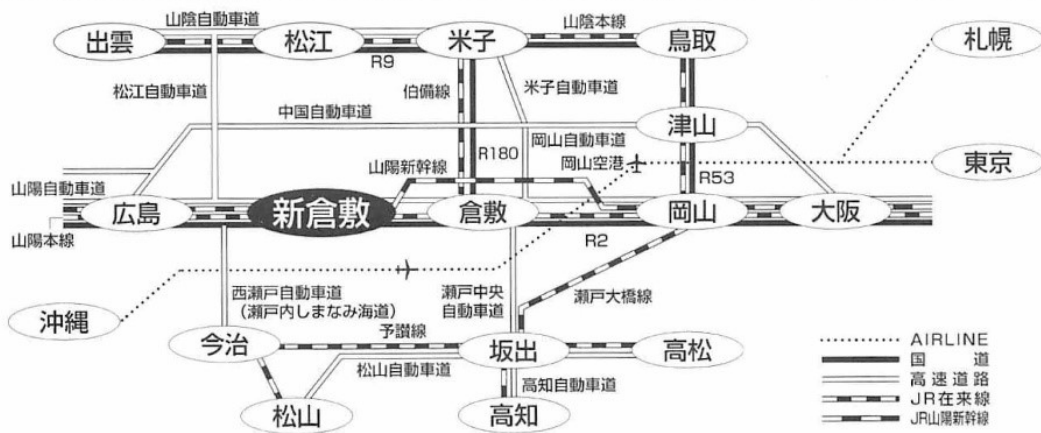 山陰自動車道
山陰本線
出雲
松江
米子
鳥取
札幌
R9
松江自動車道
伯備線
米子自動車道
中国自動車道
津山
岡山自動車道
山陽新幹線
R180
岡山空港
東京
R53
山陽自動車道
広島
新倉敷
倉敷
岡山
大阪
山陽本線
R2
西瀬戸自動車道
(瀬戸内しまなみ海道)
瀬戸中央
自動車道
瀬戸大橋線
沖縄
今治
予讃線
坂出
高松
松山自動車道
高知自動車道
松山
高知
AIRLINE
国道
高速道路
JR在来線
JR山陽新幹線